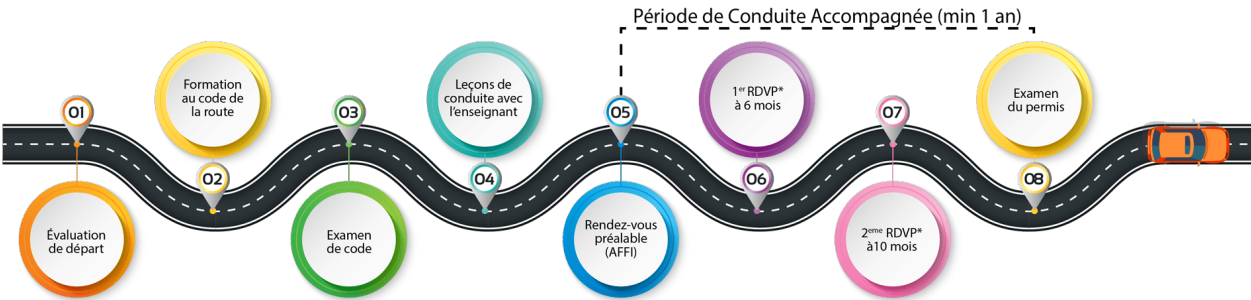 Période de Conduite Accompagnée (min 1 an)
01
Évaluation
de départ
Formation
au code de
la route
02
03
Examen
de code
Leçons de
conduite avec
l'enseignant
04
05
Rendez-vous
préalable
(AFFI)
1er RDVP*
à 6 mois
06
07
2eme RDVP*
à10 mois
Examen
du permis
08